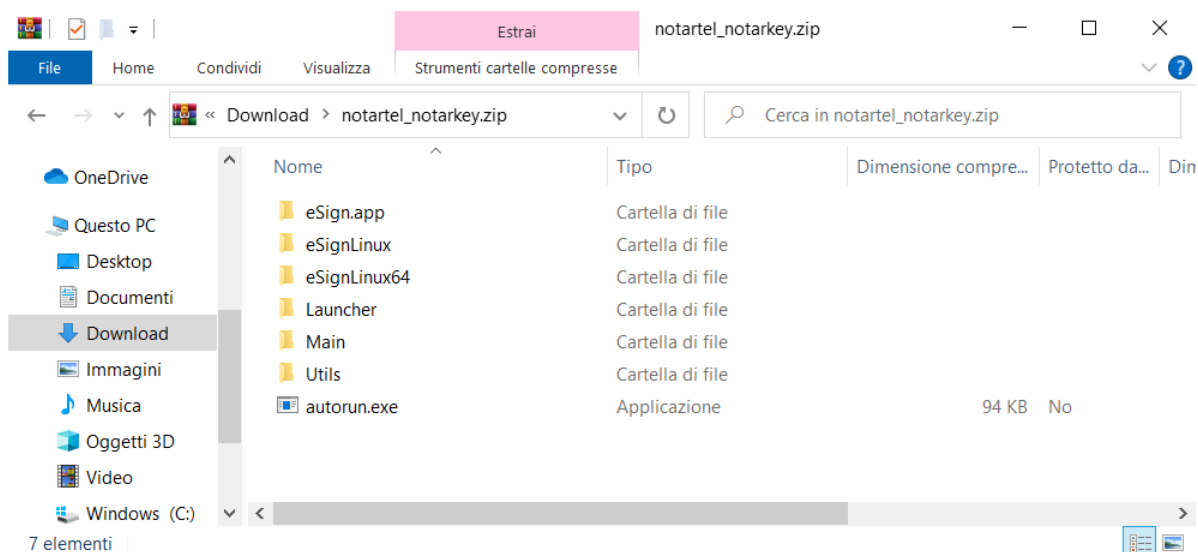 Estrai
notartel_notarkey.zip
File Home Condividi Visualizza Strumenti cartelle compresse
« Download > notartel_notarkey.zip
Cerca in notartel_notarkey.zip
Nome Tipo Dimensione compre... Protetto da... Dim
OneDrive
Questo PC
Desktop
Documenti
Download
Immagini
Musica
Oggetti 3D
Video
Windows (C:)
eSign.app Cartella di file
eSignLinux Cartella di file
eSignLinux64 Cartella di file
Launcher Cartella di file
Main Cartella di file
Utils Cartella di file
autorun.exe Applicazione 94 KB No
7 elementi